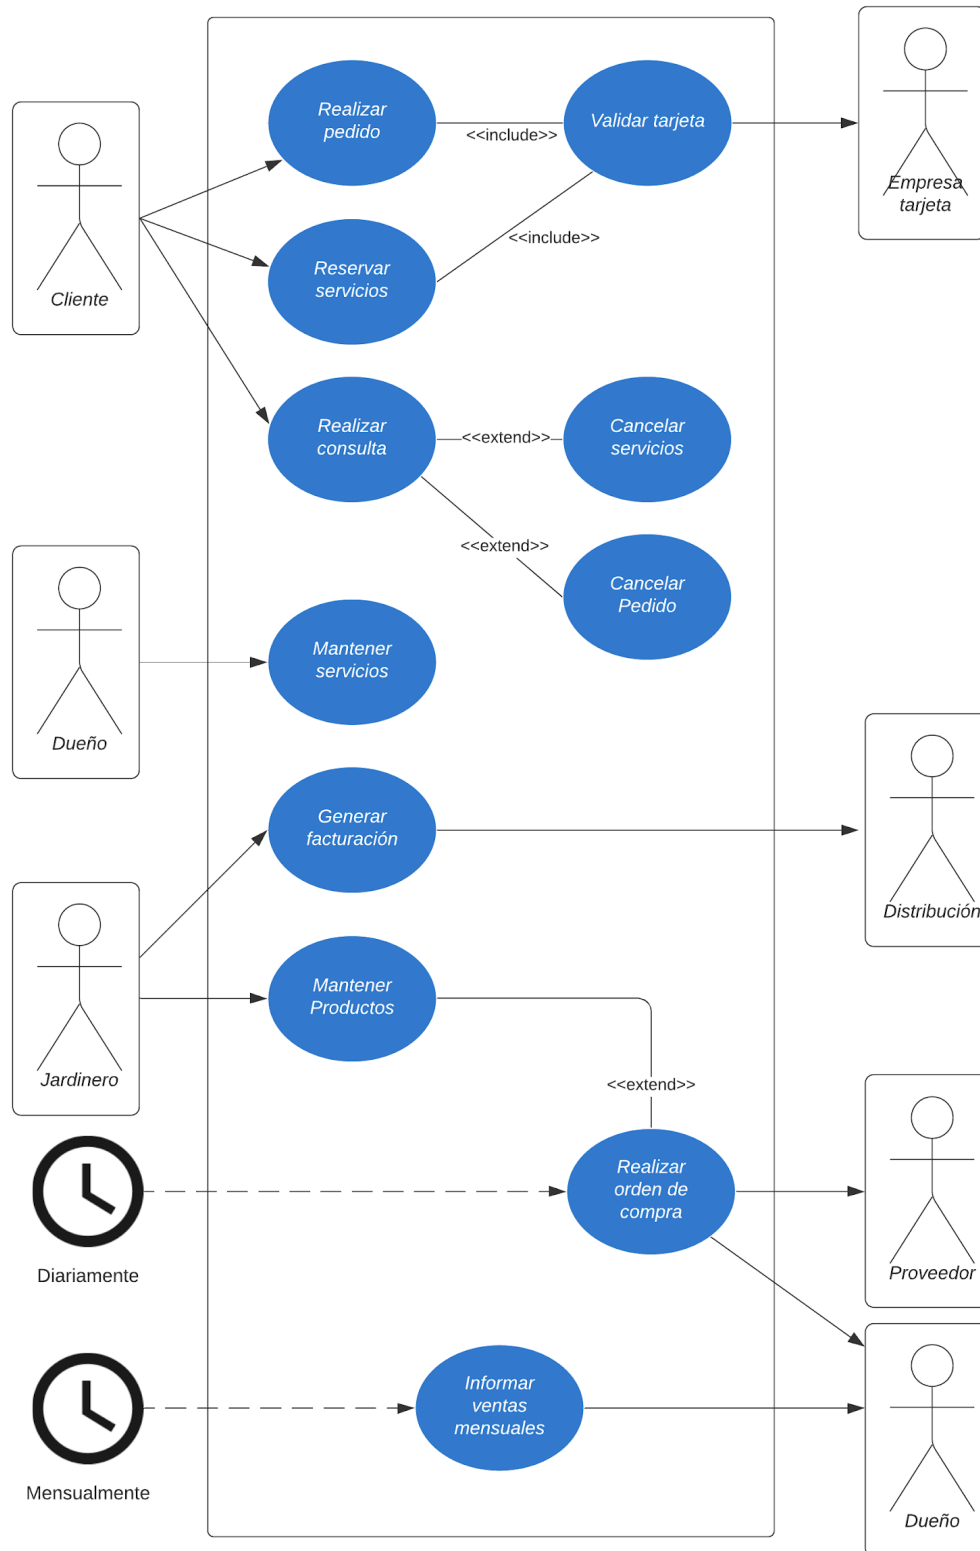 Realizar
pedido
<<include>>
Validar tarjeta
Empresa
tarjeta
Cliente
Reservar
servicios
<<include>>
Realizar
consulta
<<extend>>
Cancelar
servicios
<<extend>>
Cancelar
Pedido
Dueño
Mantener
servicios
Generar
facturación
Distribución
Jardinero
Mantener
Productos
<<extend>>
Diariamente
Realizar
orden de
compra
Proveedor
Mensualmente
Informar
ventas
mensuales
Dueño